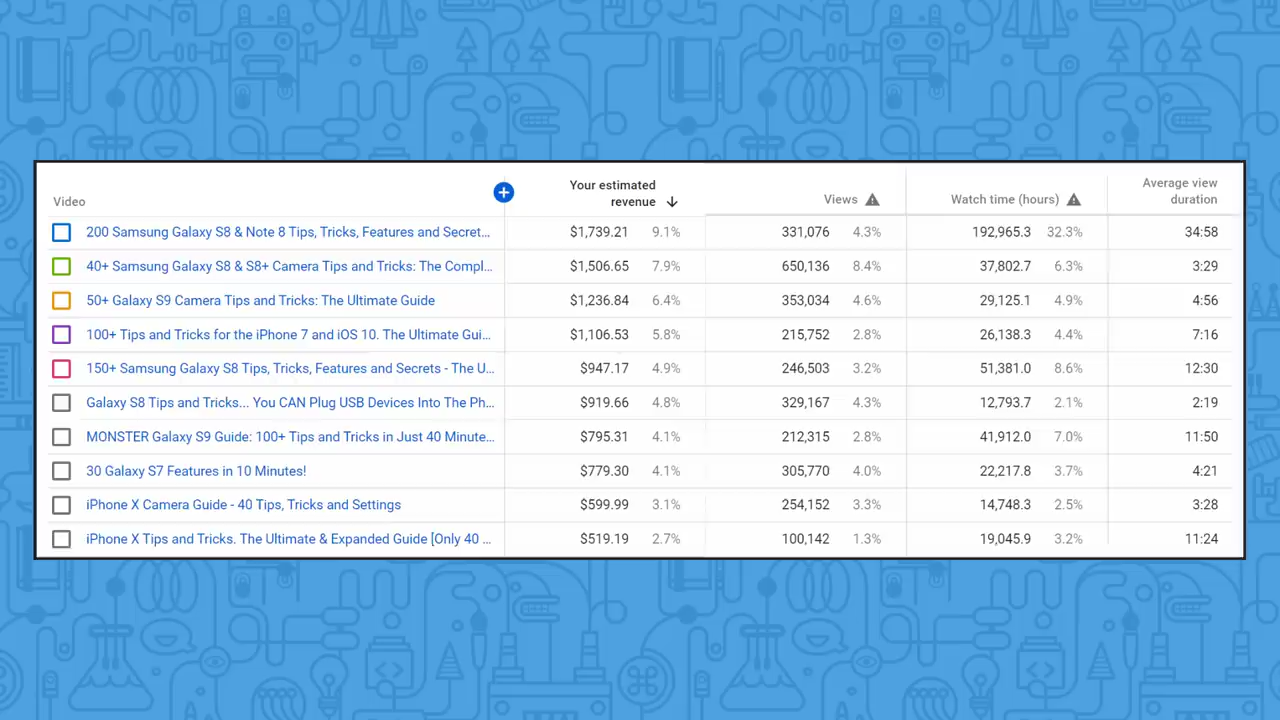 Video Your estimated revenue Views Watch time (hours) Average view duration
200 Samsung Galaxy S8 & Note 8 Tips, Tricks, Features and Secret... $1,739.21 9.1% 331,076 4.3% 192,965.3 32.3% 34:58
40+ Samsung Galaxy S8 & S8+ Camera Tips and Tricks: The Compl... $1,506.65 7.9% 650,136 8.4% 37,802.7 6.3% 3:29
50+ Galaxy S9 Camera Tips and Tricks: The Ultimate Guide $1,236.84 6.4% 353,034 4.6% 29,125.1 4.9% 4:56
100+ Tips and Tricks for the iPhone 7 and iOS 10. The Ultimate Gui... $1,106.53 5.8% 215,752 2.8% 26,138.3 4.4% 7:16
150+ Samsung Galaxy S8 Tips, Tricks, Features and Secrets - The U... $947.17 4.9% 246,503 3.2% 51,381.0 8.6% 12:30
Galaxy S8 Tips and Tricks... You CAN Plug USB Devices Into The Ph... $919.66 4.8% 329,167 4.3% 12,793.7 2.1% 2:19
MONSTER Galaxy S9 Guide: 100+ Tips and Tricks in Just 40 Minute... $795.31 4.1% 212,315 2.8% 41,912.0 7.0% 11:50
30 Galaxy S7 Features in 10 Minutes! $779.30 4.1% 305,770 4.0% 22,217.8 3.7% 4:21
iPhone X Camera Guide - 40 Tips, Tricks and Settings $599.99 3.1% 254,152 3.3% 14,748.3 2.5% 3:28
iPhone X Tips and Tricks. The Ultimate & Expanded Guide [Only 40 ... $519.19 2.7% 100,142 1.3% 19,045.9 3.2% 11:24